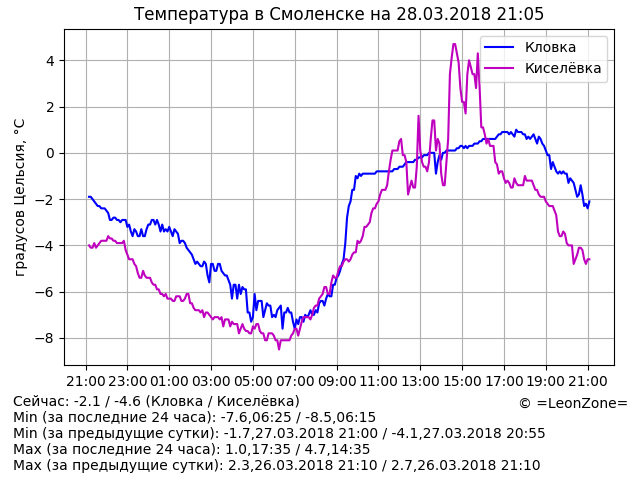 Температура в Смоленске на 28.03.2018 21:05
Кловка
Киселёвка
градусов Цельсия, °C
4
2
0
−2
−4
−6
−8
21:00 23:00 01:00 03:00 05:00 07:00 09:00 11:00 13:00 15:00 17:00 19:00 21:00
Сейчас: -2.1 / -4.6 (Кловка / Киселёвка)
© =LeonZone=
Min (за последние 24 часа): -7.6,06:25 / -8.5,06:15
Min (за предыдущие сутки): -1.7,27.03.2018 21:00 / -4.1,27.03.2018 20:55
Max (за последние 24 часа): 1.0,17:35 / 4.7,14:35
Max (за предыдущие сутки): 2.3,26.03.2018 21:10 / 2.7,26.03.2018 21:10